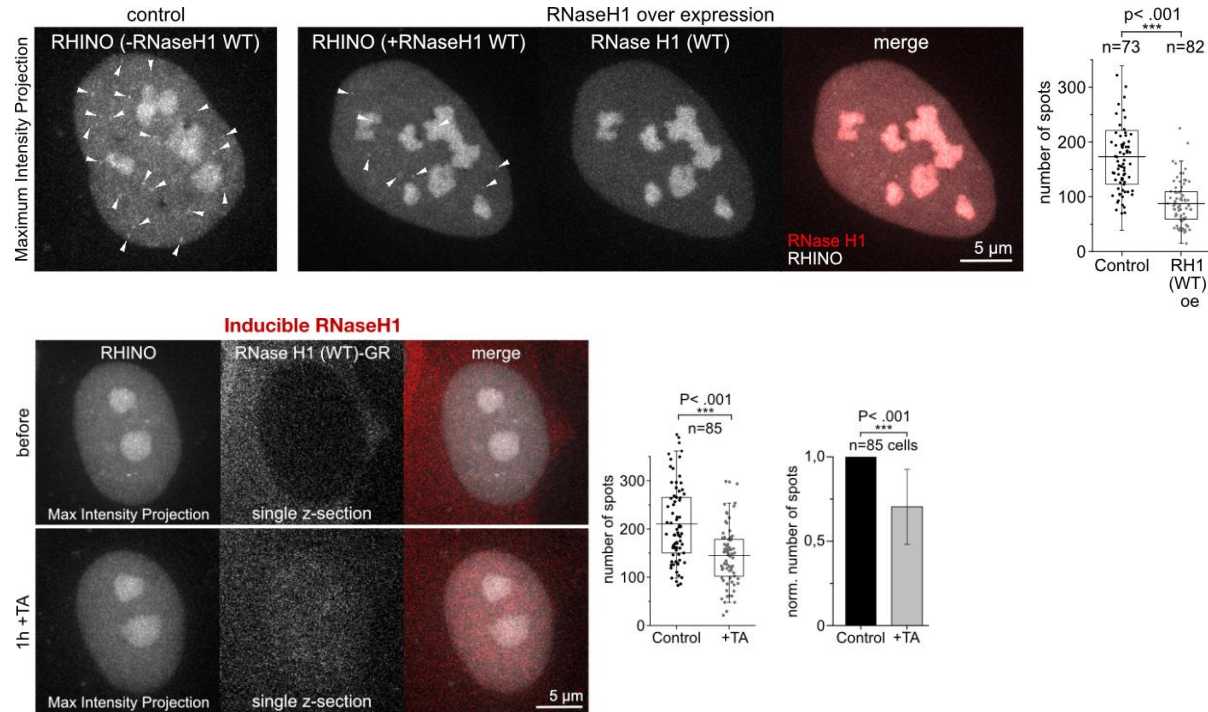 control
RNaseH1 over expression
Maximum Intensity Projection
RHINO (-RNaseH1 WT)
RHINO (+RNaseH1 WT)
RNase H1 (WT)
merge
RNase H1
RHINO
5 µm
p< .001
***
n=73
n=82
number of spots
300
200
100
0
Control
RH1
(WT)
oe
Inducible RNaseH1
before
RHINO
RNase H1 (WT)-GR
merge
Max Intensity Projection
single z-section
1h +TA
Max Intensity Projection
single z-section
5 µm
P< .001
***
n=85
number of spots
300
200
100
0
Control
+TA
P< .001
***
n=85 cells
norm. number of spots
1,0
0,5
0
Control
+TA